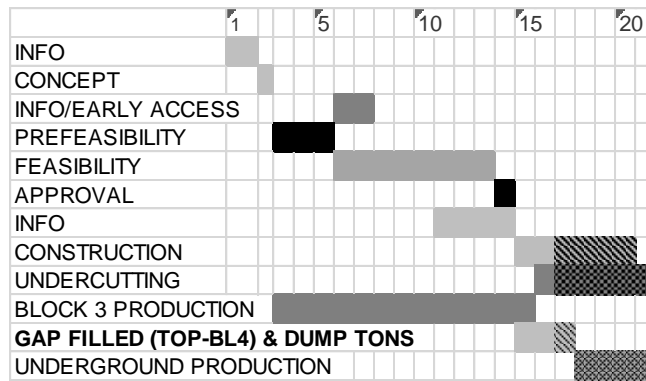 1 5 10 15 20
INFO
CONCEPT
INFO/EARLY ACCESS
PREFEASIBILITY
FEASIBILITY
APPROVAL
INFO
CONSTRUCTION
UNDERCUTTING
BLOCK 3 PRODUCTION
GAP FILLED (TOP-BL4) & DUMP TONS
UNDERGROUND PRODUCTION